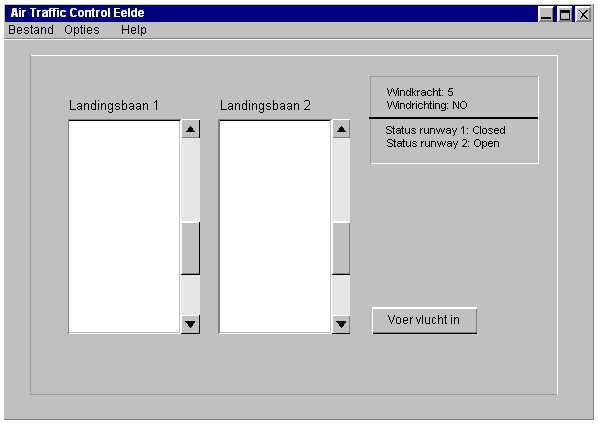 Air Traffic Control Eelde
Bestand Opties Help
Landingsbaan 1
Landingsbaan 2
Windkracht: 5
Windrichting: NO
Status runway 1: Closed
Status runway 2: Open
Voer vlucht in